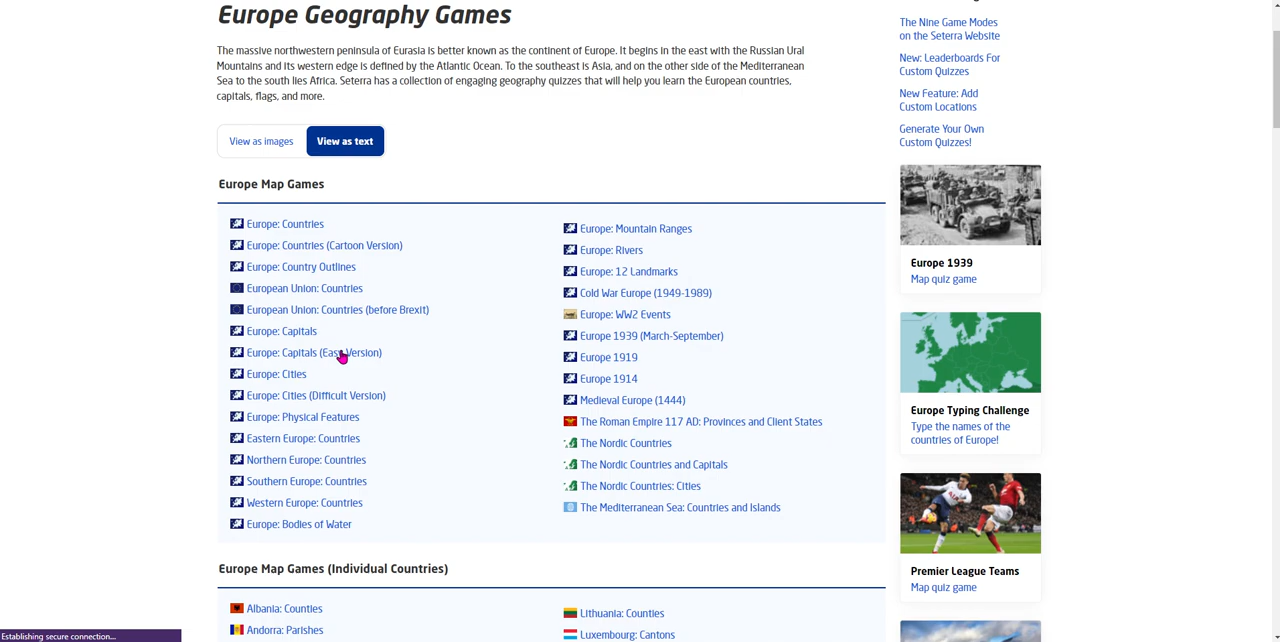 Europe Geography Games
The massive northwestern peninsula of Eurasia is better known as the continent of Europe. It begins in the east with the Russian Ural
Mountains and its western edge is defined by the Atlantic Ocean. To the southeast is Asia, and on the other side of the Mediterranean
Sea to the south lies Africa. Seterra has a collection of engaging geography quizzes that will help you learn the European countries,
capitals, flags, and more.
View as images
View as text
Europe Map Games
Europe: Countries
Europe: Countries (Cartoon Version)
Europe: Country Outlines
European Union: Countries
European Union: Countries (before Brexit)
Europe: Capitals
Europe: Capitals (Easy Version)
Europe: Cities
Europe: Cities (Difficult Version)
Europe: Physical Features
Eastern Europe: Countries
Northern Europe: Countries
Southern Europe: Countries
Western Europe: Countries
Europe: Bodies of Water
Europe: Mountain Ranges
Europe: Rivers
Europe: 12 Landmarks
Cold War Europe (1949-1989)
Europe: WW2 Events
Europe 1939 (March-September)
Europe 1919
Europe 1914
Medieval Europe (1444)
The Roman Empire 117 AD: Provinces and Client States
The Nordic Countries
The Nordic Countries and Capitals
The Nordic Countries: Cities
The Mediterranean Sea: Countries and Islands
Europe Map Games (Individual Countries)
Albania: Counties
Andorra: Parishes
Lithuania: Counties
Luxembourg: Cantons
The Nine Game Modes
on the Seterra Website
New: Leaderboards For
Custom Quizzes
New Feature: Add
Custom Locations
Generate Your Own
Custom Quizzes!
Europe 1939
Map quiz game
Europe Typing Challenge
Type the names of the
countries of Europe!
Premier League Teams
Map quiz game
Establishing secure connection...